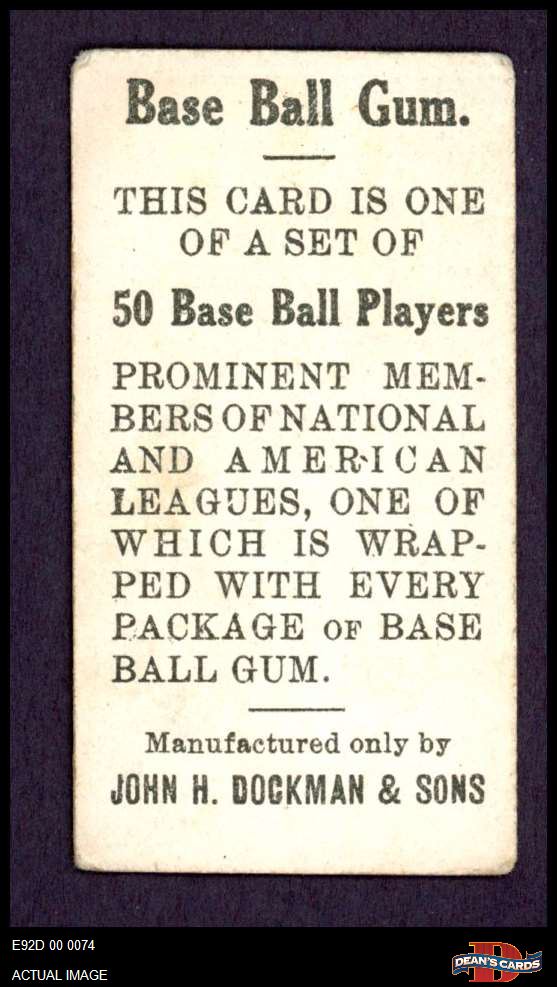 Base Ball Gum.
THIS CARD IS ONE
OF A SET OF
50 Base Ball Players
PROMINENT MEM-
BERS OF NATIONAL
AND AMERICAN
LEAGUES, ONE OF
WHICH IS WRAP-
PED WITH EVERY
PACKAGE OF BASE
BALL GUM.
Manufactured only by
JOHN H. DOCKMAN & SONS
E92D 00 0074
ACTUAL IMAGE
D
DEAN'S CARDS